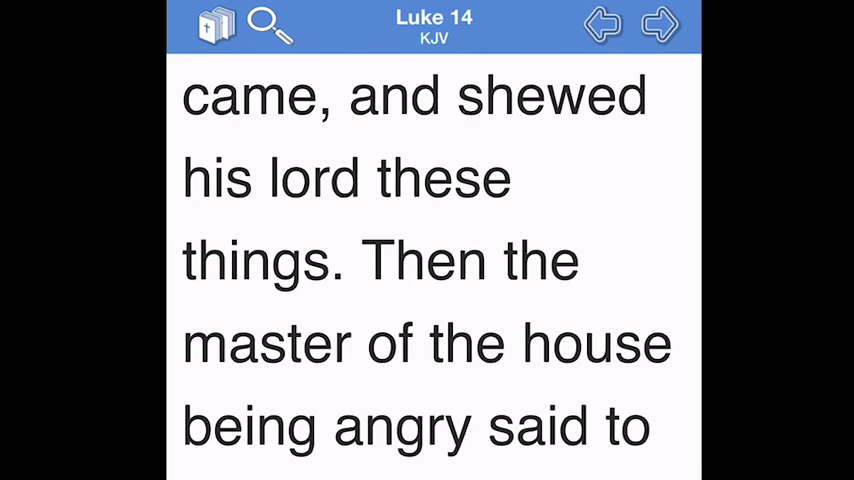 Luke 14
KJV
came, and shewed
his lord these
things. Then the
master of the house
being angry said to